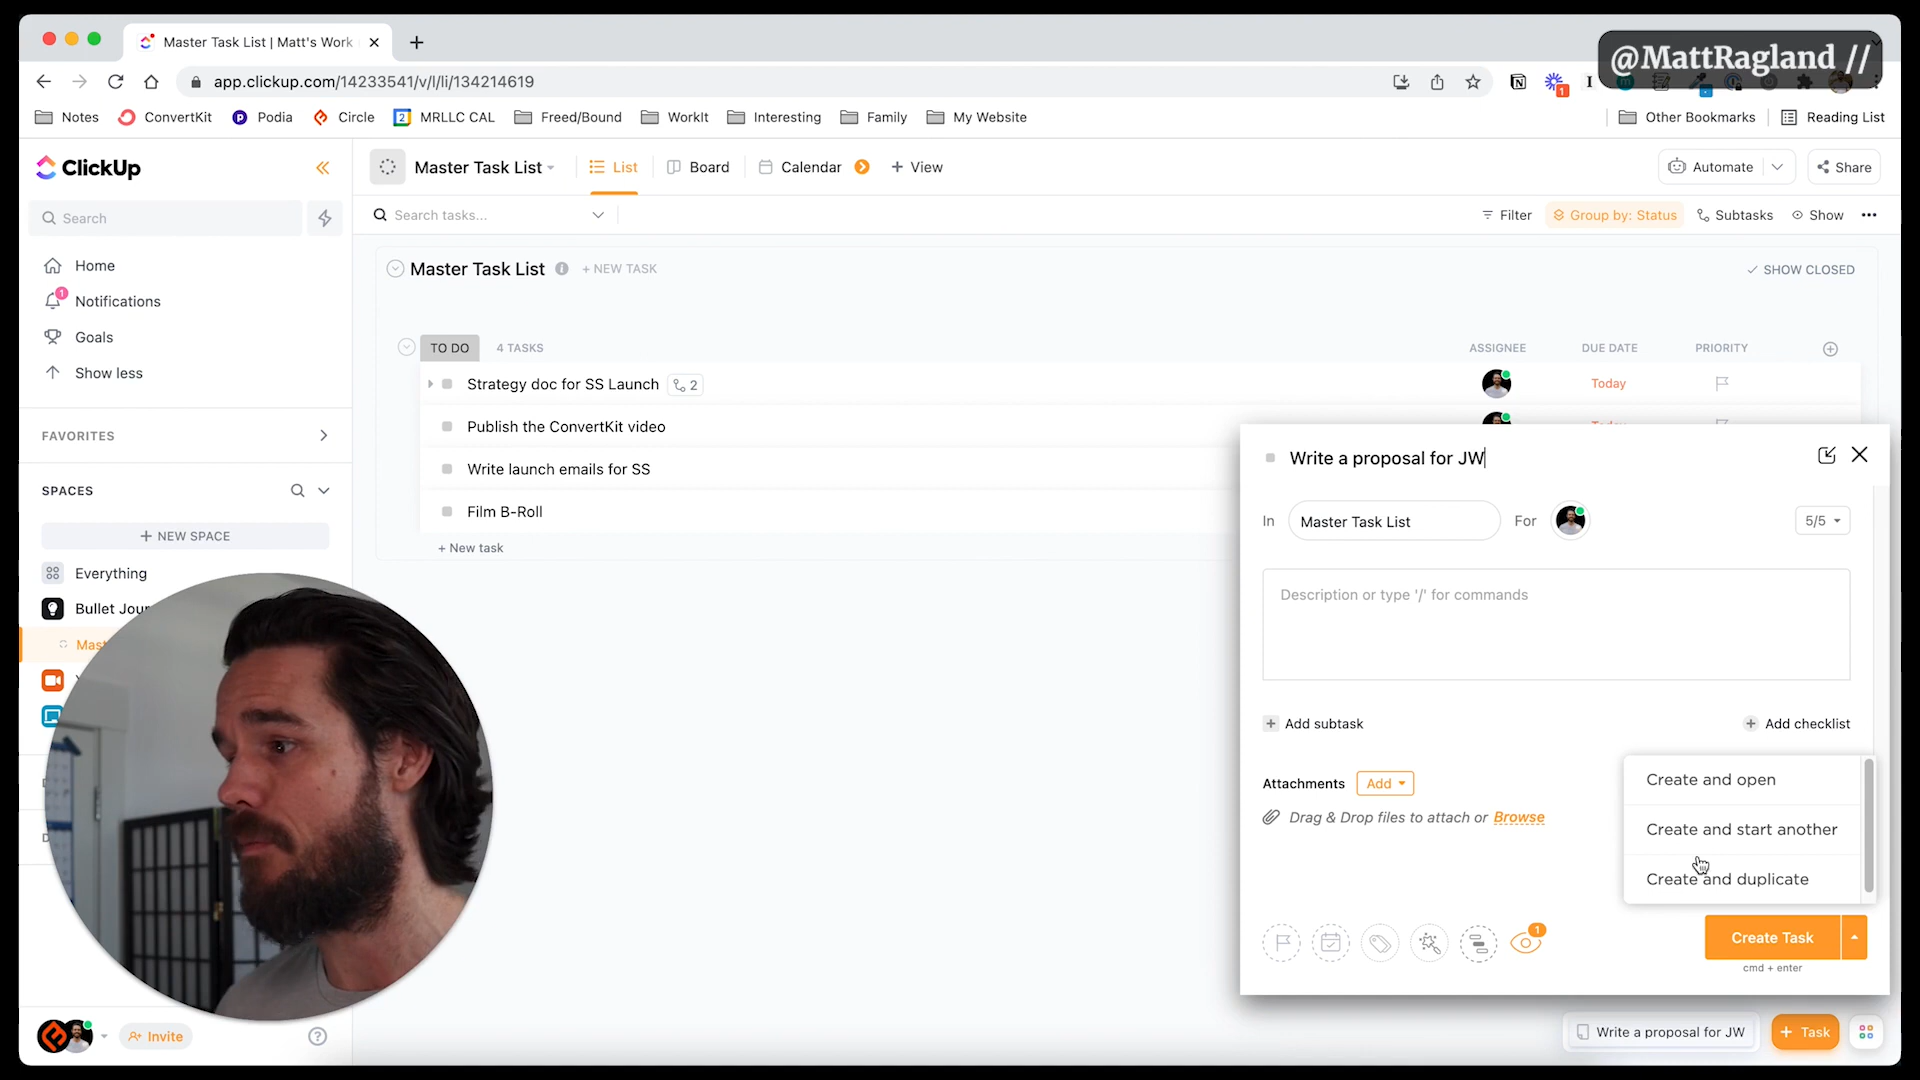 Master Task List | Matt's Work
@MattRagland //
app.clickup.com/14233541/v/l/li/134214619
1
Notes
ConvertKit
Podia
Circle
2
MRLLC CAL
Freed/Bound
WorkIt
Interesting
Family
My Website
Other Bookmarks
Reading List
ClickUp
Master Task List
List
Board
Calendar
+ View
Automate
Share
Search
Search tasks...
Filter
Group by: Status
Subtasks
Show
Home
1
Notifications
Goals
Show less
FAVORITES
SPACES
+ NEW SPACE
Everything
Bullet Jour
Mast
Master Task List
+ NEW TASK
SHOW CLOSED
TO DO
4 TASKS
ASSIGNEE
DUE DATE
PRIORITY
Strategy doc for SS Launch
2
Today
Publish the ConvertKit video
Write launch emails for SS
Film B-Roll
+ New task
Write a proposal for JW
In
Master Task List
For
5/5
Description or type '/' for commands
+ Add subtask
+ Add checklist
Attachments
Add
Drag & Drop files to attach or Browse
Create and open
Create and start another
Create and duplicate
1
Create Task
cmd + enter
Invite
Write a proposal for JW
+ Task